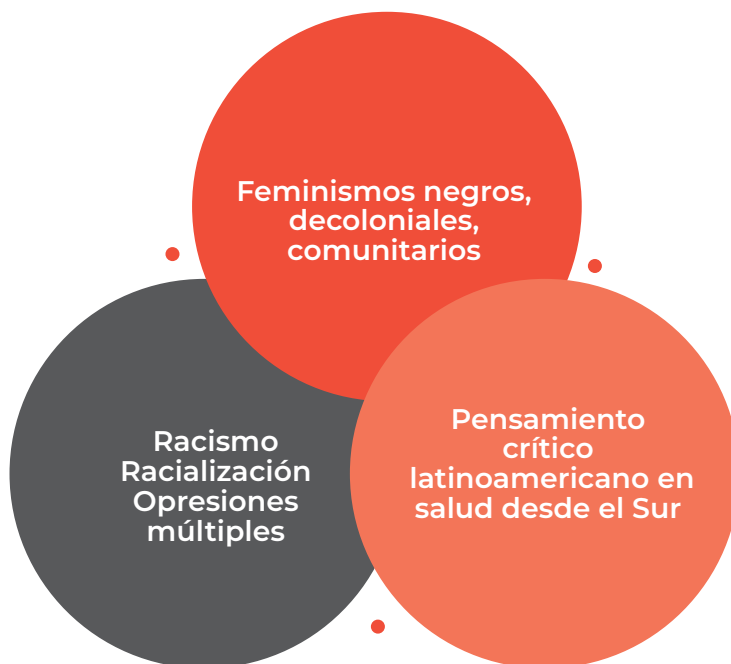 Feminismos negros,
decoloniales,
comunitarios
Racismo
Racialización
Opresiones
múltiples
Pensamiento
crítico
latinoamericano en
salud desde el Sur